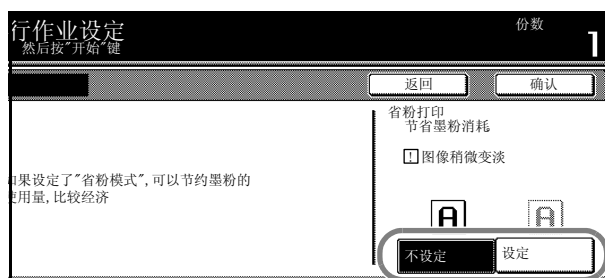 行作业设定
然后按"开始"键
份数
1
返回
确认
省粉打印
节省墨粉消耗
! 图像稍微变淡
如果设定了"省粉模式",可以节约墨粉的
使用量,比较经济
A
A
不设定
设定